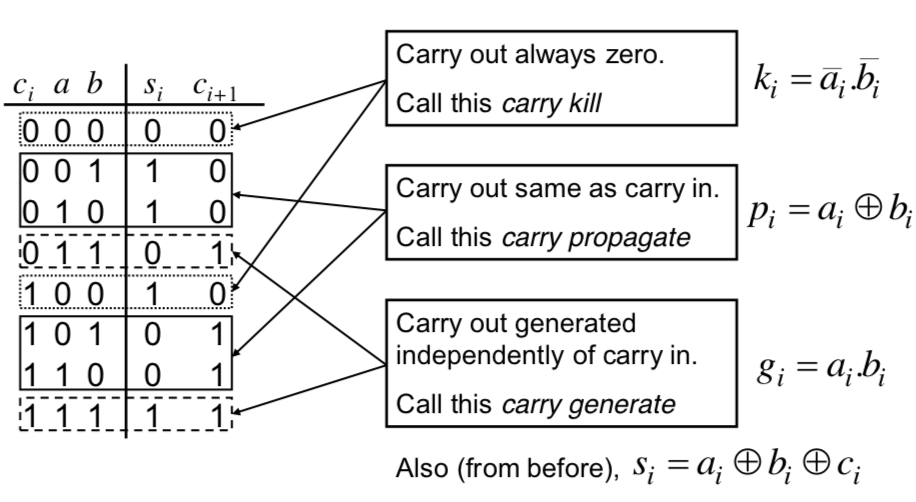 c_i a b s_i c_{i+1}
0 0 0 0 0
0 0 1 1 0
0 1 0 1 0
0 1 1 0 1
1 0 0 1 0
1 0 1 0 1
1 1 0 0 1
1 1 1 1 1
Carry out always zero.
Call this carry kill
k_i = a̅_i.b̅_i
Carry out same as carry in.
Call this carry propagate
p_i = a_i ⊕ b_i
Carry out generated
independently of carry in.
Call this carry generate
g_i = a_i.b_i
Also (from before), s_i = a_i ⊕ b_i ⊕ c_i